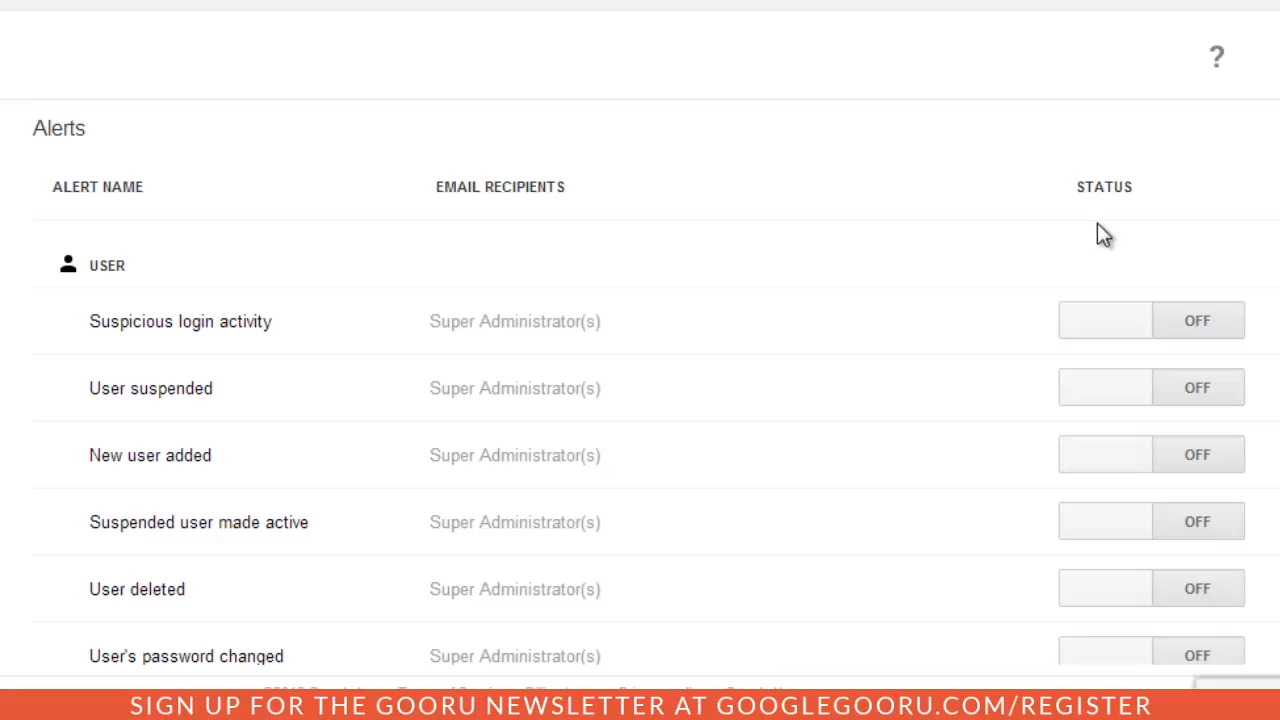 ?
Alerts
ALERT NAME EMAIL RECIPIENTS STATUS
USER
Suspicious login activity Super Administrator(s) OFF
User suspended Super Administrator(s) OFF
New user added Super Administrator(s) OFF
Suspended user made active Super Administrator(s) OFF
User deleted Super Administrator(s) OFF
User's password changed Super Administrator(s) OFF
SIGN UP FOR THE GOORU NEWSLETTER AT GOOGLEGOORU.COM/REGISTER